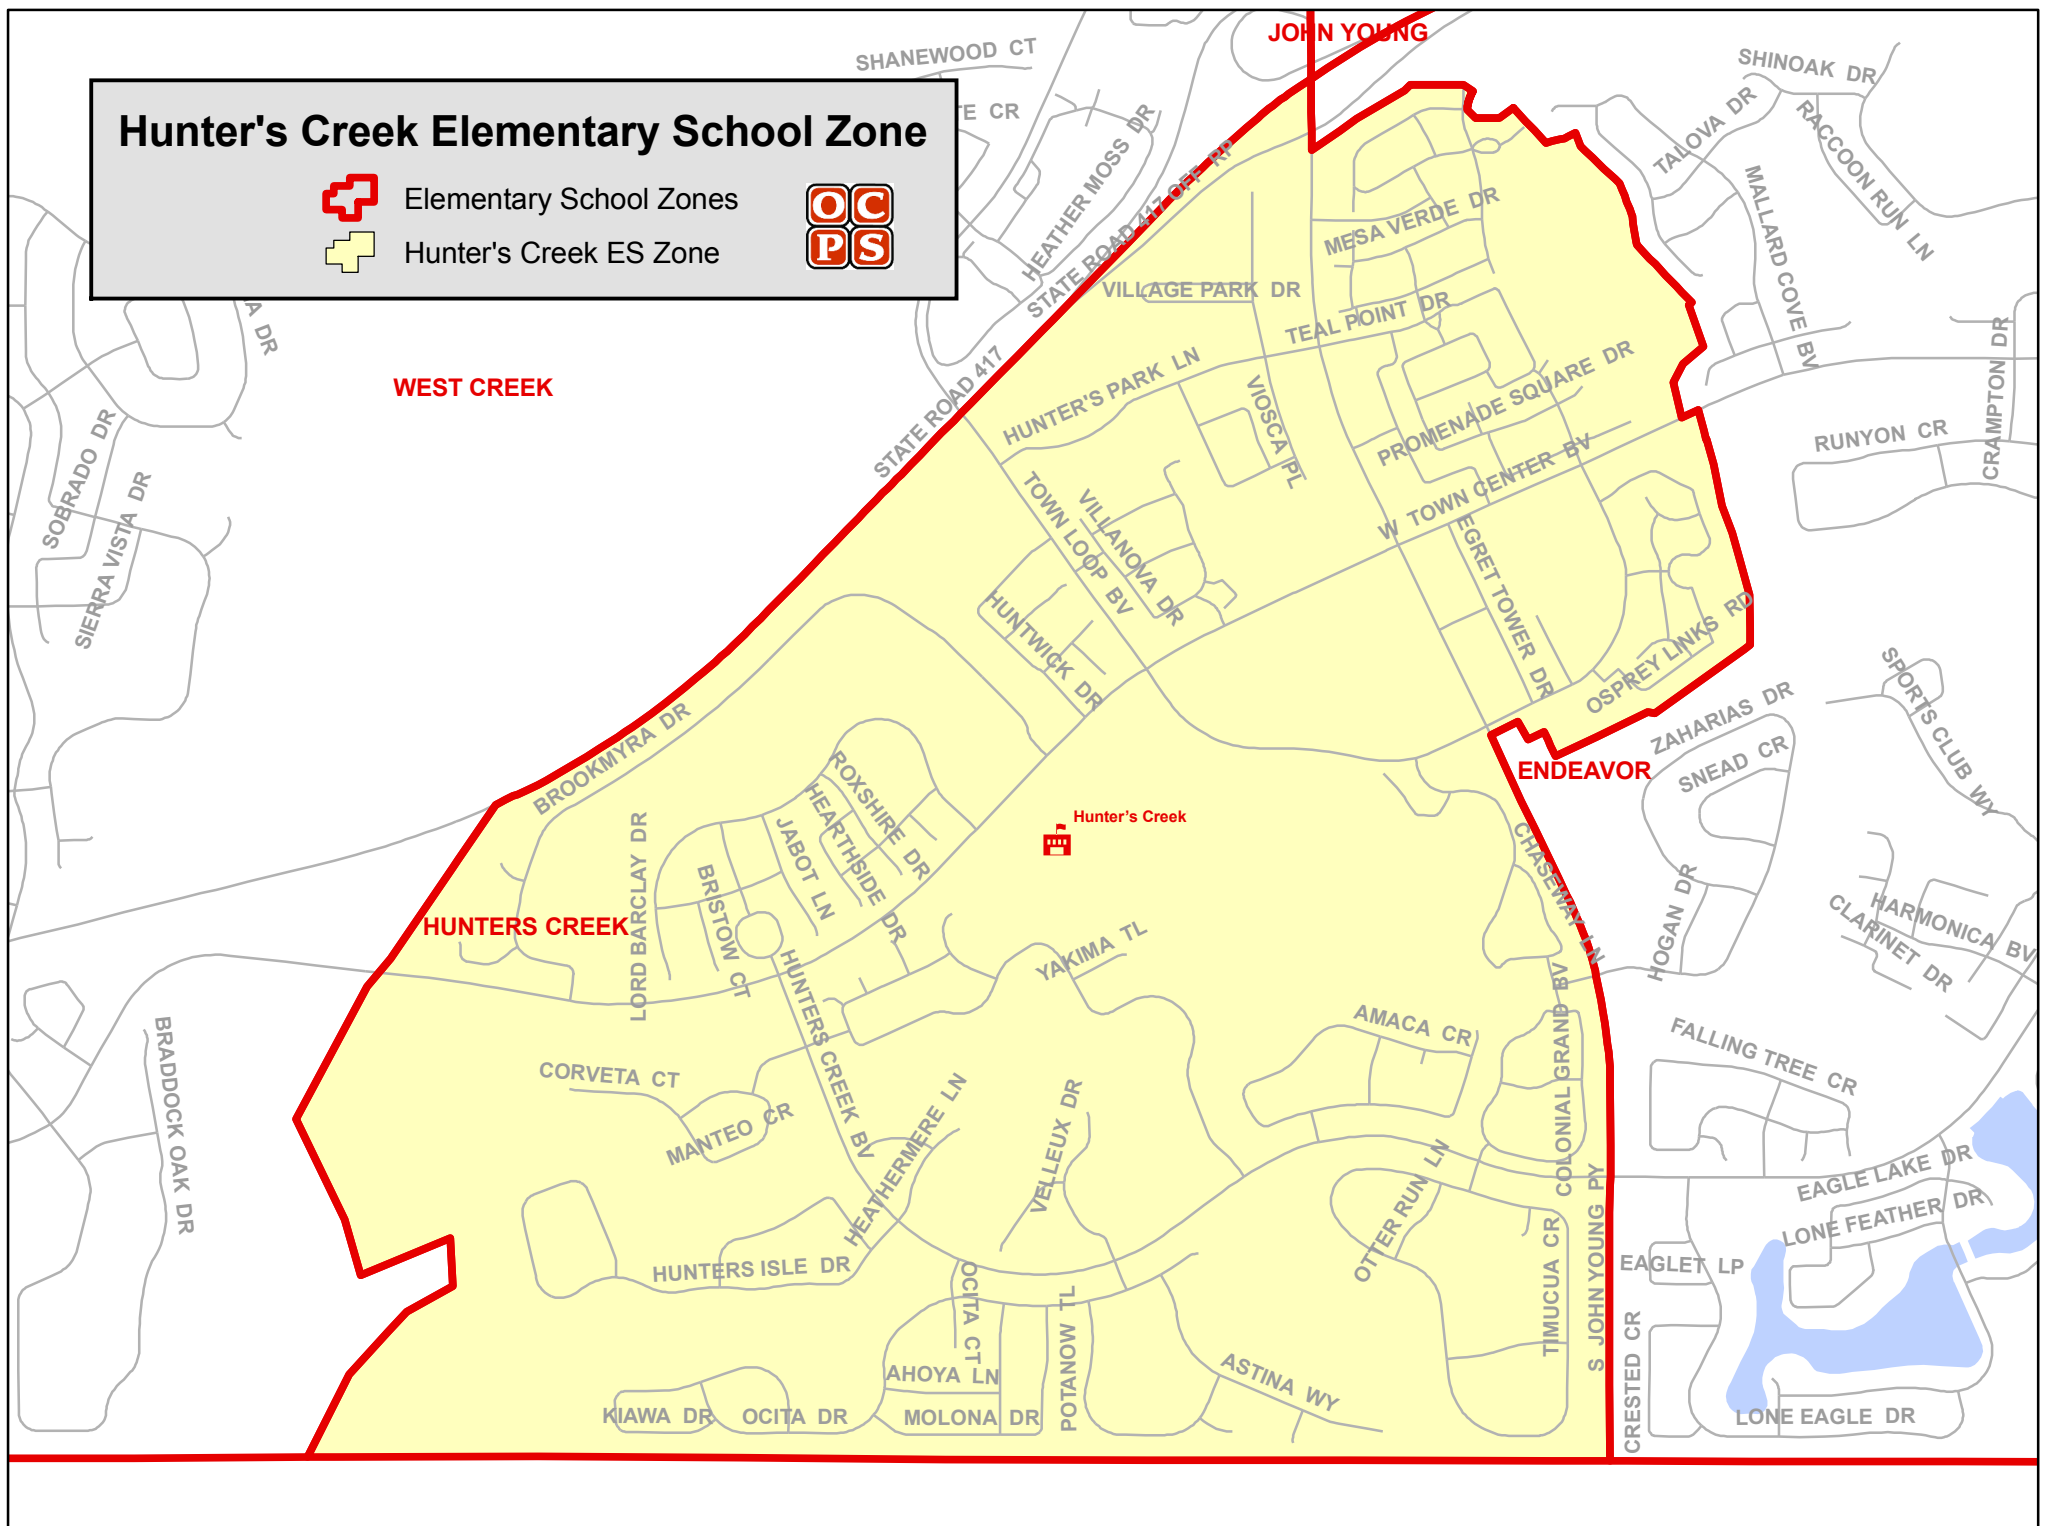 JOHN YOUNG
SHANEWOOD CT
SHINOAK DR
Hunter's Creek Elementary School Zone
Elementary School Zones
Hunter's Creek ES Zone
OC
PS
TALOVA DR
RACCOON RUN LN
HEATHER MOSS DR
STATE ROAD 417 OFF RP
MESA VERDE DR
MALLARD COVE BV
VILLAGE PARK DR
TEAL POINT DR
A DR
TE CR
WEST CREEK
STATE ROAD 417
HUNTER'S PARK LN
VIOSCA PL
PROMENADE SQUARE DR
CRAMPTON DR
RUNYON CR
SOBRADO DR
SIERRA VISTA DR
W TOWN CENTER BV
TOWN LOOP BV
VILLANOVA DR
EGRET TOWER DR
HUNTWICK DR
OSPREY LINKS RD
BROOKMYRA DR
ZAHARIAS DR
SPORTS CLUB WY
SNEAD CR
ENDEAVOR
ROXSHIRE DR
HEARTHSIDE DR
JABOT LN
LORD BARCLAY DR
BRISTOW CT
Hunter's Creek
CHASEWAY LN
HUNTERS CREEK
HOGAN DR
HARMONICA BV
CLARINET DR
YAKIMA TL
HUNTERS CREEK BV
COLONIAL GRAND BV
AMACA CR
FALLING TREE CR
BRADDOCK OAK DR
CORVETA CT
MANTEO CR
HEATHERMERE LN
VELLEUX DR
OTTER RUN LN
EAGLE LAKE DR
LONE FEATHER DR
HUNTERS ISLE DR
EAGLET LP
TIMUCUA CR
S JOHN YOUNG PY
OCITA CT
POTANOW TL
CRESTED CR
AHOYA LN
ASTINA WY
KIAWA DR
OCITA DR
MOLONA DR
LONE EAGLE DR